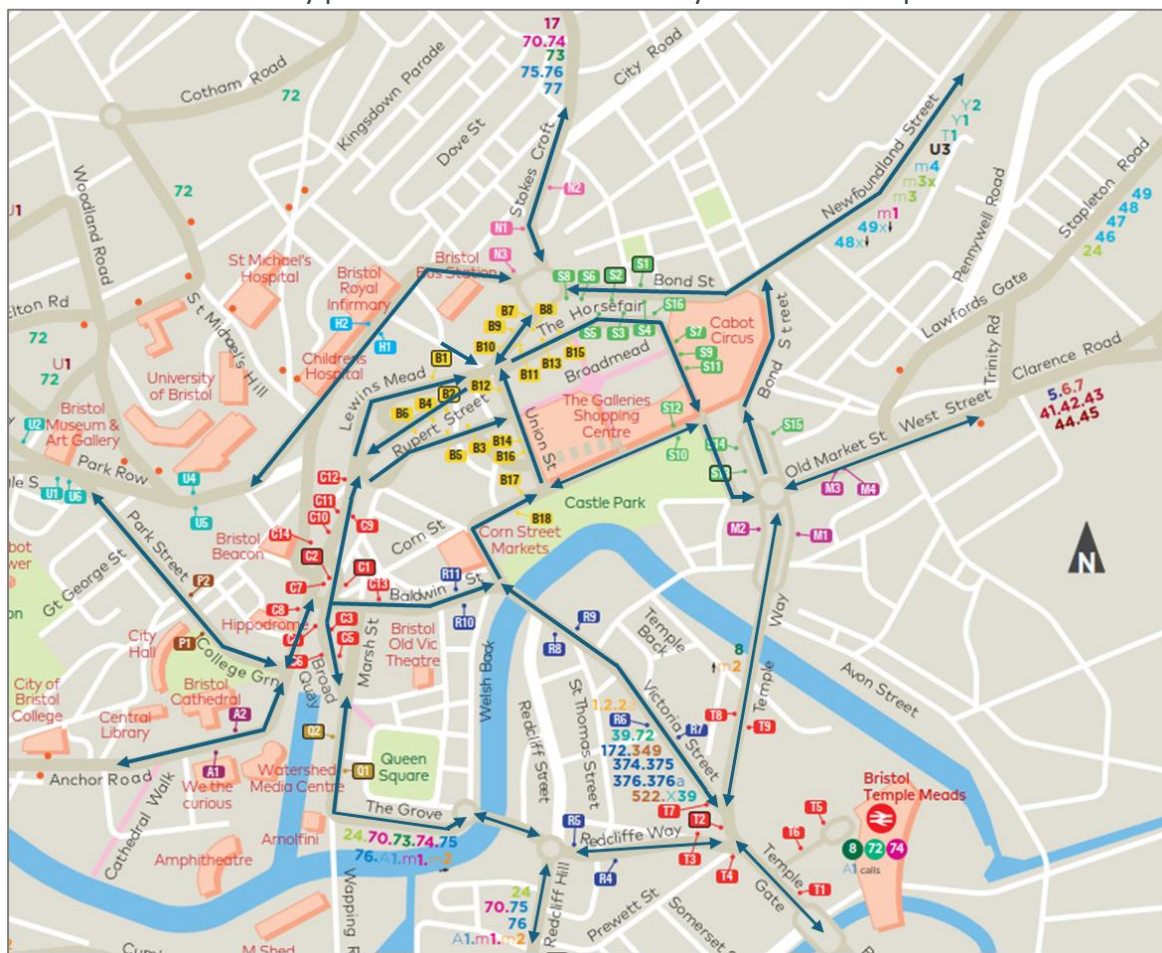 17
70.74
73
75.76
77
City Road
Cotham Road
72
Kingsdown Parade
Dove St
Stokes Croft
N2
N1
N3
Newfoundland Street
Y2
Y1
T1
U3
m4
m3x
m3
m1
49x
48x
Pennywell Road
Stapleton Road
49
48
47
46
24
Lawfords Gate
Trinity Rd
Clarence Road
5.6.7
41.42.43
44.45
West Street
Old Market St
M3
M4
M2
M1
U1
Woodland Road
72
St Michael's
Hospital
St Michael's Hill
Elton Rd
72
U1
72
University
of Bristol
Bristol
Royal
Infirmary
H2
H1
Children's
Hospital
Bristol
Bus Station
S8
S6
S2
S1
Bond St
The Horsefair
S16
S5
S3
S4
S7
S9
S11
Cabot
Circus
Bond Street
B7
B8
B9
B10
B1
B15
B13
B11
B12
B2
B4
B6
B5
B3
B14
B16
B17
B18
Broadmead
The Galleries
Shopping
Centre
S12
S10
S14
S15
Lewins Mead
Rupert Street
Union St
Castle Park
U2
Bristol
Museum &
Art Gallery
Park Row
U1
U6
U4
U5
Park Street
Gt George St
P2
P1
City
Hall
College Grn
Hippodrome
Bristol
Beacon
C12
C11
C10
C9
C14
C2
C1
C7
C13
C8
C3
C5
C6
Corn St
Corn Street
Markets
Baldwin St
R11
R10
Broad
Quay
Marsh St
Bristol
Old Vic
Theatre
Welsh Back
R9
R8
Temple
Back
Temple
Way
Avon Street
8
m2
City of
Bristol
College
Bristol
Cathedral
Central
Library
A2
A1
Anchor Road
Cathedral Walk
We the
curious
Watershed
Media Centre
Arnolfini
Amphitheatre
Q2
Q1
Queen
Square
The Grove
24.70.73.74.75
76.A1.m1.m2
Wapping R
M Shed
Redcliff Street
St Thomas Street
Victoria Street
1.2.2a
R6
39.72
172.349
374.375
376.376a
522.X39
R7
T8
T9
T7
T2
T3
T4
R5
R4
Redcliffe Way
Redcliff Hill
24
70.75
76
A1.m1.m2
Prewett St
Somerset S
Temple
Gate
T5
T6
T1
Bristol
Temple Meads
8
72
74
A1 calls
N